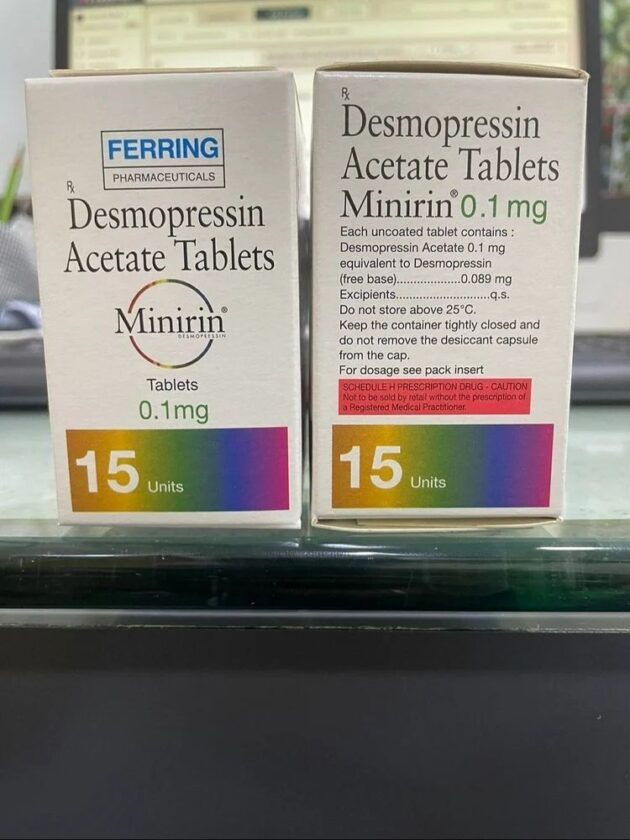 FERRING
PHARMACEUTICALS
Rx
Desmopressin
Acetate Tablets
Minirin®
DESMOPRESSIN
Tablets
0.1mg
15 Units
Rx
Desmopressin
Acetate Tablets
Minirin® 0.1 mg
Each uncoated tablet contains :
Desmopressin Acetate 0.1 mg
equivalent to Desmopressin
(free base)...................0.089 mg
Excipients............................q.s.
Do not store above 25°C.
Keep the container tightly closed and
do not remove the desiccant capsule
from the cap.
For dosage see pack insert
SCHEDULE H PRESCRIPTION DRUG - CAUTION
Not to be sold by retail without the prescription of
a Registered Medical Practitioner.
15 Units